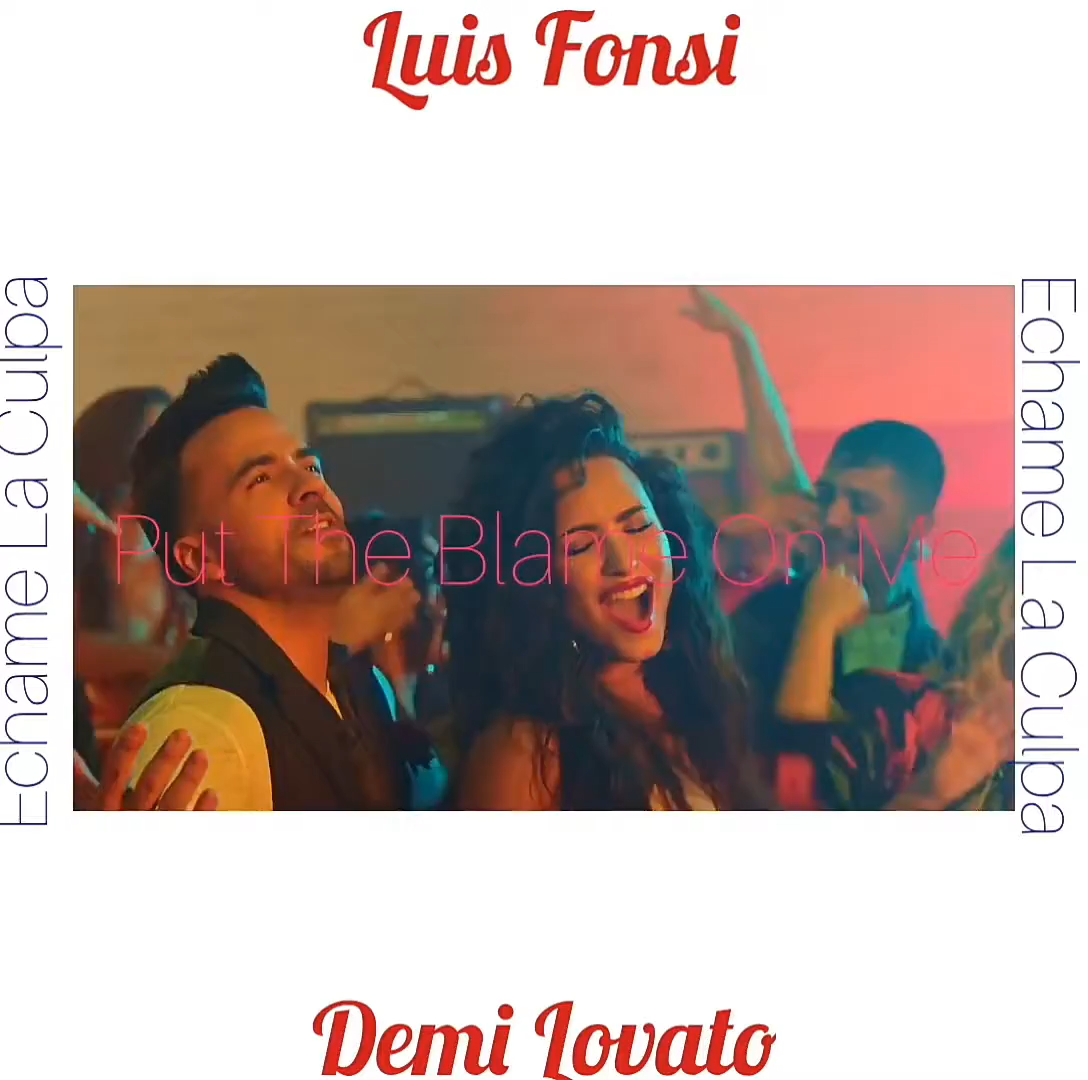 Luis Fonsi
Echame La Culpa
Put The Blame On Me
Echame La Culpa
Demi Lovato